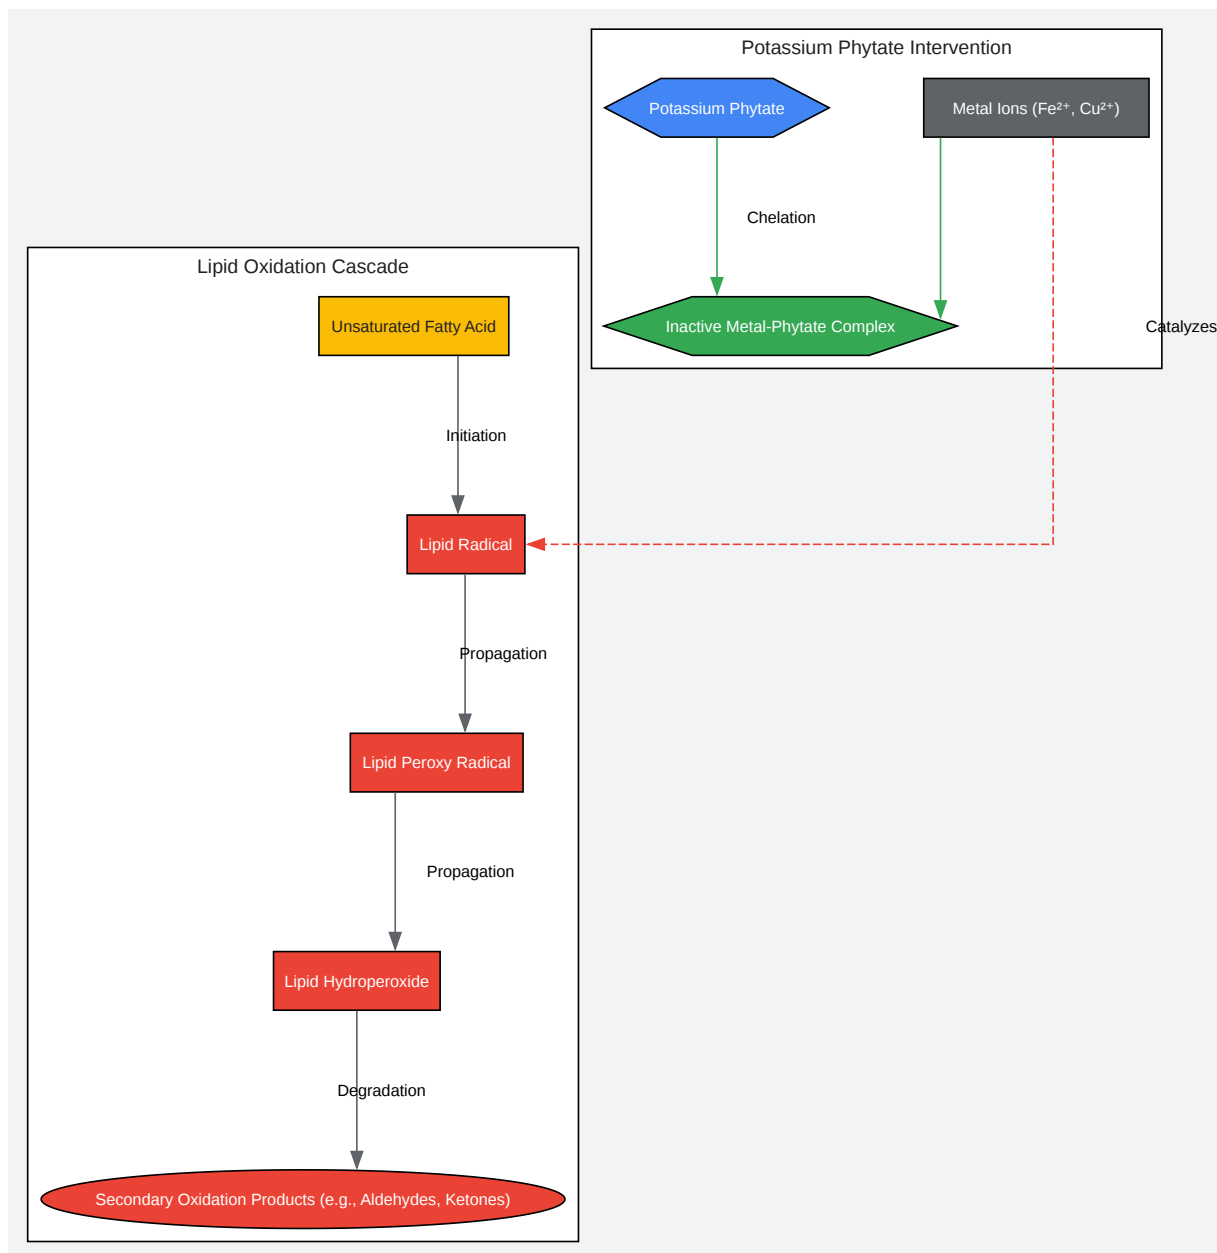 Potassium Phytate Intervention
Potassium Phytate
Metal Ions (Fe²⁺, Cu²⁺)
Chelation
Inactive Metal-Phytate Complex
Catalyzes
Lipid Oxidation Cascade
Unsaturated Fatty Acid
Initiation
Lipid Radical
Propagation
Lipid Peroxy Radical
Propagation
Lipid Hydroperoxide
Degradation
Secondary Oxidation Products (e.g., Aldehydes, Ketones)